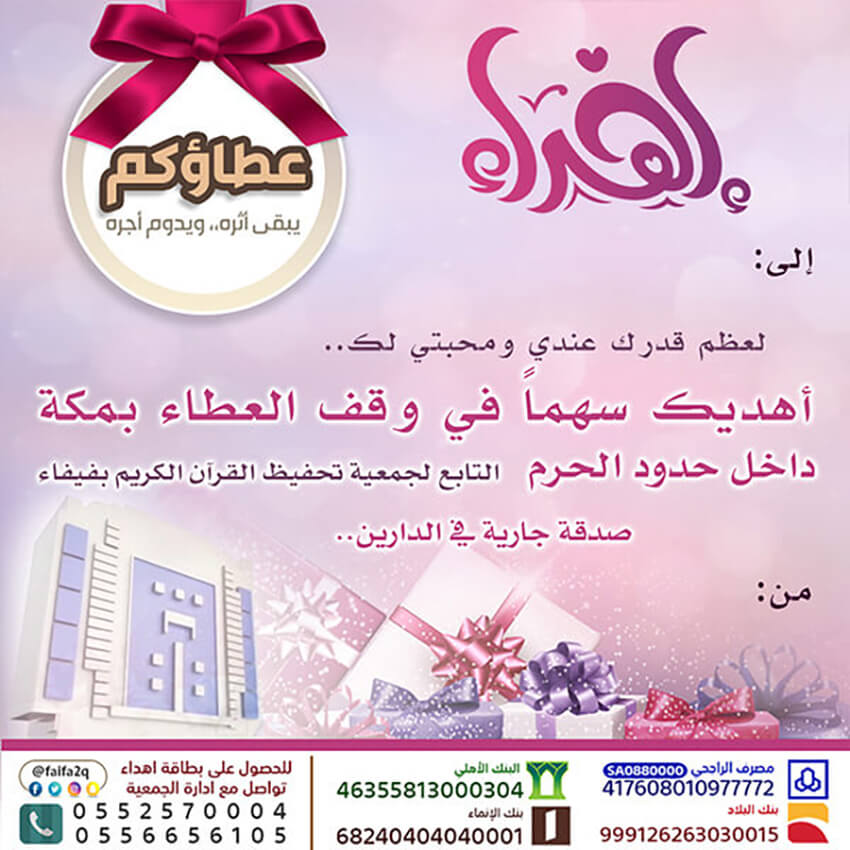 إهداء
عطاؤكم
يبقى أثره،، ويدوم أجره
إلى:
لعظم قدرك عندي ومحبتي لك..
أهديك سهماً في وقف العطاء بمكة
داخل حدود الحرم التابع لجمعية تحفيظ القرآن الكريم بفيفاء
صدقة جارية في الدارين..
من:
مصرف الراجحي SA0880000
417608010977772
بنك البلاد
999126263030015
البنك الأهلي
46355813000304
بنك الإنماء
68240404040001
للحصول على بطاقة اهداء
تواصل مع ادارة الجمعية
@faifa2q
0552570004
0556656105